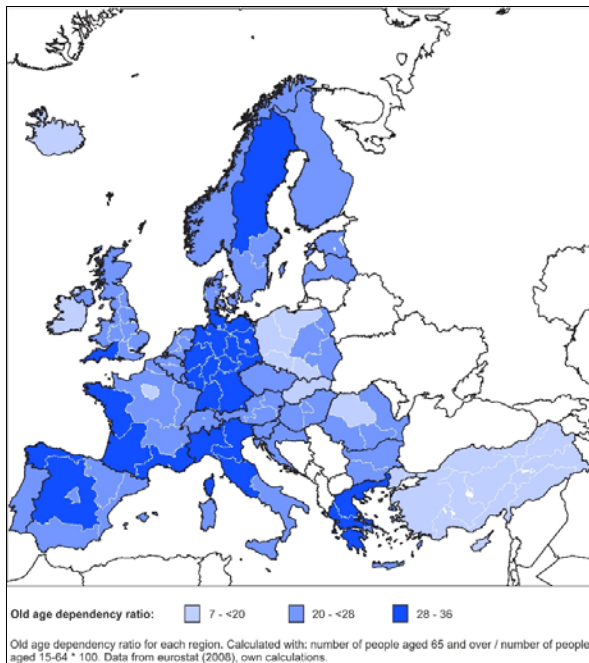 Old age dependency ratio: 7 - <20 20 - <28 28 - 36
Old age dependency ratio for each region. Calculated with: number of people aged 65 and over / number of people
aged 15-64 * 100. Data from eurostat (2008), own calculations.